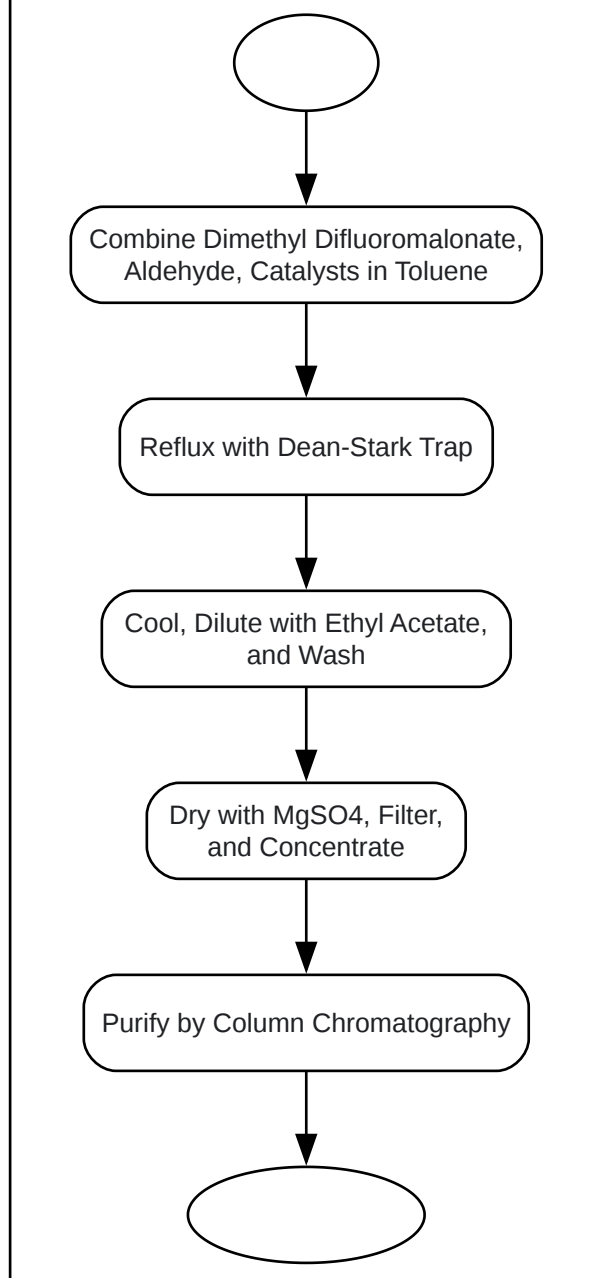 Combine Dimethyl Difluoromalonate,
Aldehyde, Catalysts in Toluene
Reflux with Dean-Stark Trap
Cool, Dilute with Ethyl Acetate,
and Wash
Dry with MgSO4, Filter,
and Concentrate
Purify by Column Chromatography